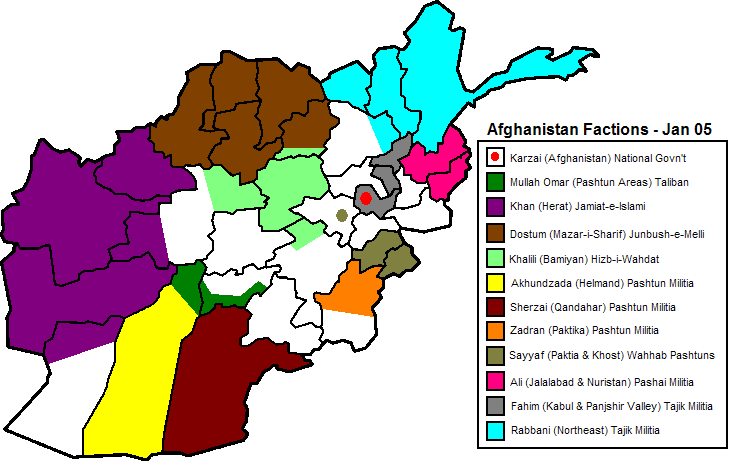 Afghanistan Factions - Jan 05
Karzai (Afghanistan) National Govn't
Mullah Omar (Pashtun Areas) Taliban
Khan (Herat) Jamiat-e-Islami
Dostum (Mazar-i-Sharif) Junbush-e-Melli
Khalili (Bamiyan) Hizb-i-Wahdat
Akhundzada (Helmand) Pashtun Militia
Sherzai (Qandahar) Pashtun Militia
Zadran (Paktika) Pashtun Militia
Sayyaf (Paktia & Khost) Wahhab Pashtuns
Ali (Jalalabad & Nuristan) Pashai Militia
Fahim (Kabul & Panjshir Valley) Tajik Militia
Rabbani (Northeast) Tajik Militia